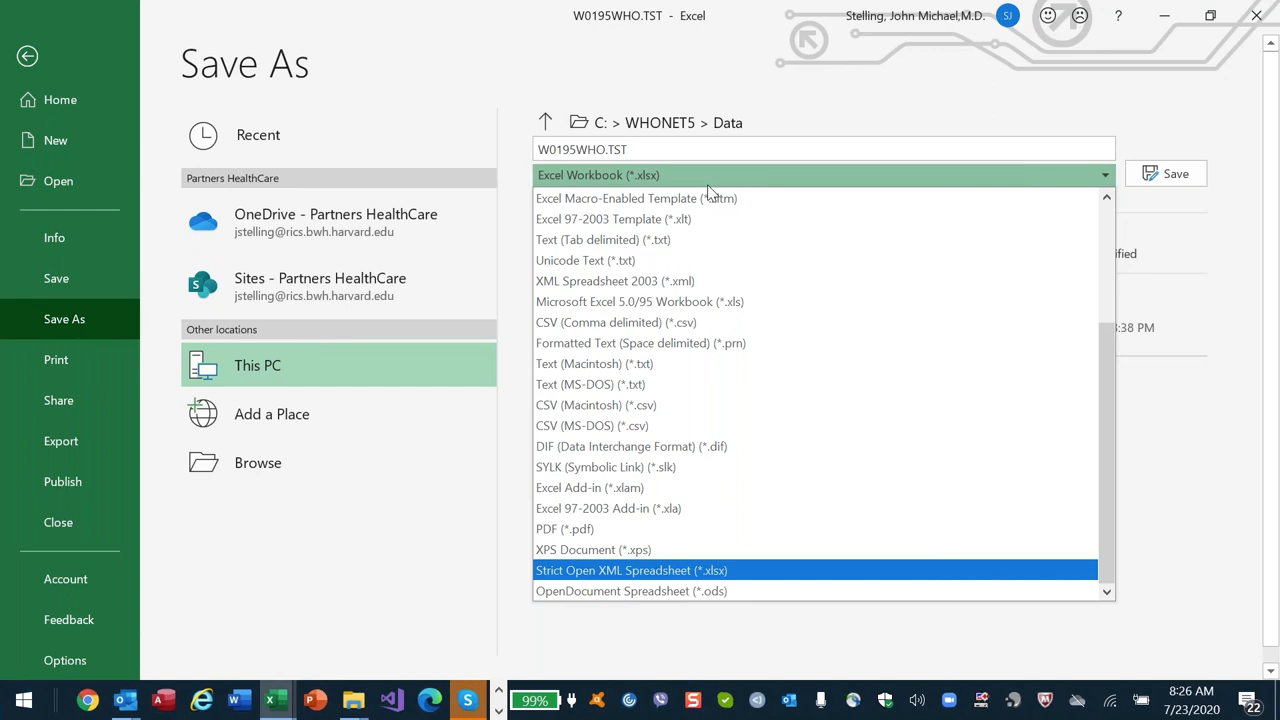 W0195WHO.TST - Excel
Stelling, John Michael,M.D.
SJ
?
Save As
Home
New
Open
Info
Save
Save As
Print
Share
Export
Publish
Close
Account
Feedback
Options
Recent
Partners HealthCare
OneDrive - Partners HealthCare
jstelling@rics.bwh.harvard.edu
Sites - Partners HealthCare
jstelling@rics.bwh.harvard.edu
Other locations
This PC
Add a Place
Browse
C: > WHONET5 > Data
W0195WHO.TST
Excel Workbook (*.xlsx)
Save
Excel Macro-Enabled Template
Excel 97-2003 Template (*.xlt)
Text (Tab delimited) (*.txt)
Unicode Text (*.txt)
XML Spreadsheet 2003 (*.xml)
Microsoft Excel 5.0/95 Workbook (*.xls)
CSV (Comma delimited) (*.csv)
Formatted Text (Space delimited) (*.prn)
Text (Macintosh) (*.txt)
Text (MS-DOS) (*.txt)
CSV (Macintosh) (*.csv)
CSV (MS-DOS) (*.csv)
DIF (Data Interchange Format) (*.dif)
SYLK (Symbolic Link) (*.slk)
Excel Add-in (*.xlam)
Excel 97-2003 Add-in (*.xla)
PDF (*.pdf)
XPS Document (*.xps)
Strict Open XML Spreadsheet (*.xlsx)
OpenDocument Spreadsheet (*.ods)
ified
:38 PM
99%
8:26 AM
7/23/2020
22